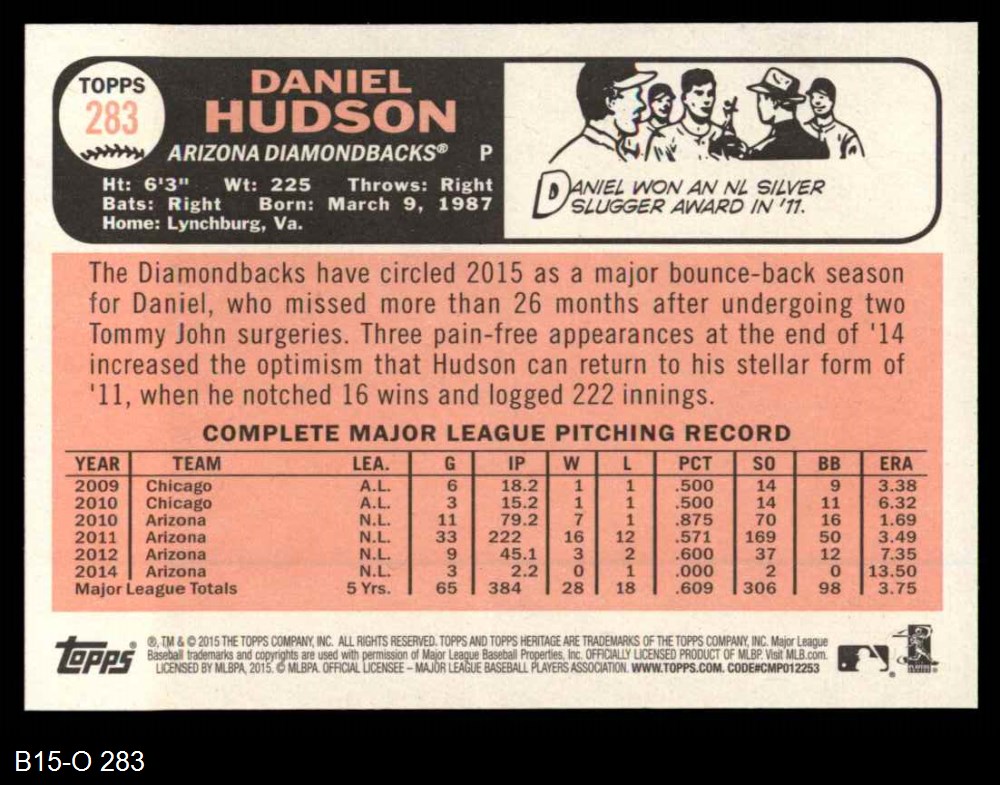 TOPPS
283
DANIEL
HUDSON
ARIZONA DIAMONDBACKS® P
Ht: 6'3" Wt: 225 Throws: Right
Bats: Right Born: March 9, 1987
Home: Lynchburg, Va.
DANIEL WON AN NL SILVER
SLUGGER AWARD IN '11.
The Diamondbacks have circled 2015 as a major bounce-back season
for Daniel, who missed more than 26 months after undergoing two
Tommy John surgeries. Three pain-free appearances at the end of '14
increased the optimism that Hudson can return to his stellar form of
'11, when he notched 16 wins and logged 222 innings.
COMPLETE MAJOR LEAGUE PITCHING RECORD
YEAR TEAM LEA. G IP W L PCT SO BB ERA
2009 Chicago A.L. 6 18.2 1 1 .500 14 9 3.38
2010 Chicago A.L. 3 15.2 1 1 .500 14 11 6.32
2010 Arizona N.L. 11 79.2 7 1 .875 70 16 1.69
2011 Arizona N.L. 33 222 16 12 .571 169 50 3.49
2012 Arizona N.L. 9 45.1 3 2 .600 37 12 7.35
2014 Arizona N.L. 3 2.2 0 1 .000 2 0 13.50
Major League Totals 5 Yrs. 65 384 28 18 .609 306 98 3.75
topps®
®, TM & © 2015 THE TOPPS COMPANY, INC. ALL RIGHTS RESERVED. TOPPS AND TOPPS HERITAGE ARE TRADEMARKS OF THE TOPPS COMPANY, INC. Major League
Baseball trademarks and copyrights are used with permission of Major League Baseball Properties, Inc. OFFICIALLY LICENSED PRODUCT OF MLBP. Visit MLB.com.
LICENSED BY MLBPA, 2015. © MLBPA. OFFICIAL LICENSEE – MAJOR LEAGUE BASEBALL PLAYERS ASSOCIATION. WWW.TOPPS.COM. CODE#CMP012253
B15-O 283